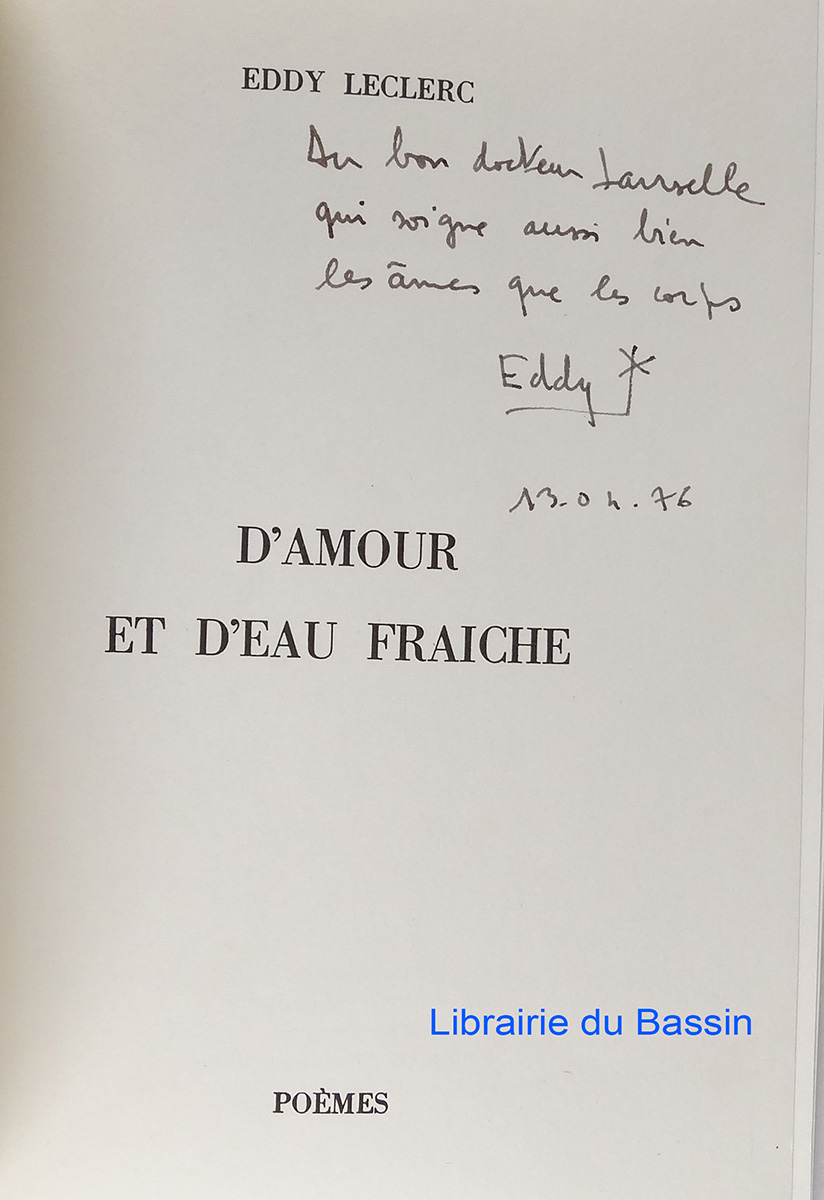 EDDY LECLERC
Au bon docteur
qui soigne aussi bien
les âmes que les corps
Eddy
13.04.76
D'AMOUR
ET D'EAU FRAICHE
Librairie du Bassin
POÈMES